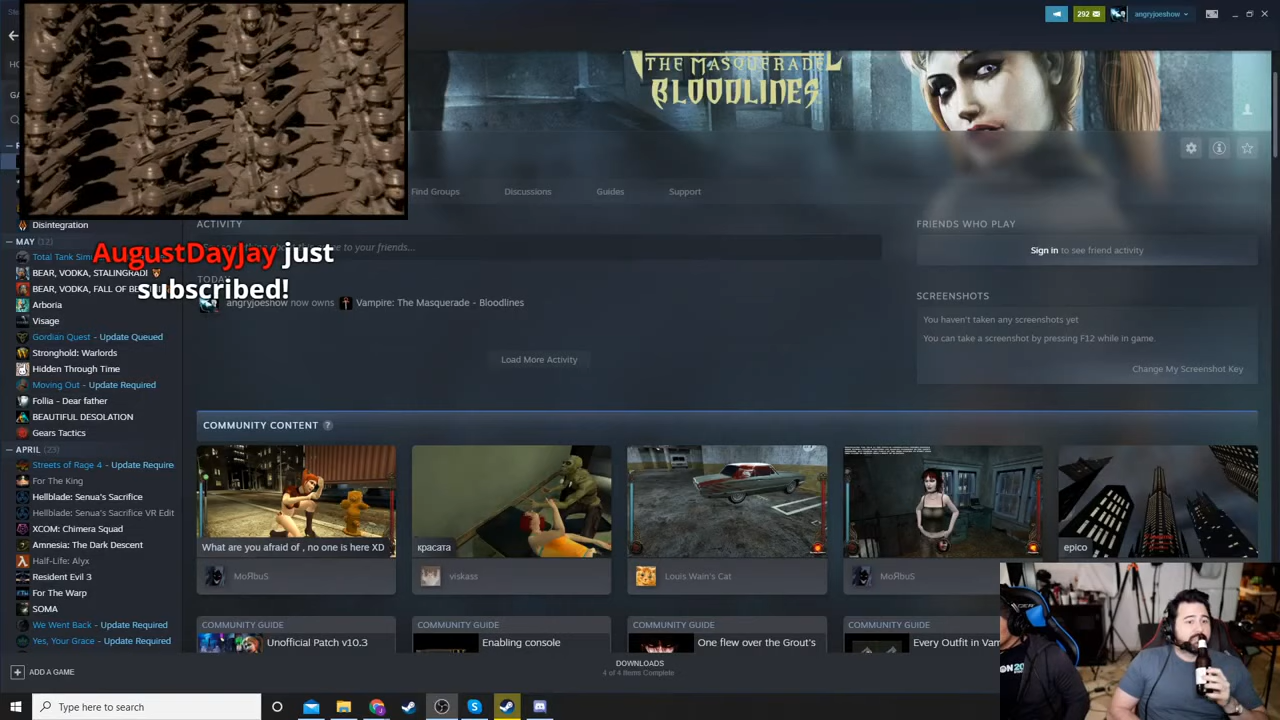 292
angryjoeshow
THE MASQUERADE
BLOODLINES
Find Groups
Discussions
Guides
Support
Disintegration
MAY (12)
Total Tank Sim
BEAR, VODKA, STALINGRAD!
BEAR, VODKA, FALL OF BE
Arboria
Visage
Gordian Quest - Update Queued
Stronghold: Warlords
Hidden Through Time
Moving Out - Update Required
Follia - Dear father
BEAUTIFUL DESOLATION
Gears Tactics
APRIL (23)
Streets of Rage 4 - Update Require
For The King
Hellblade: Senua's Sacrifice
Hellblade: Senua's Sacrifice VR Edit
XCOM: Chimera Squad
Amnesia: The Dark Descent
Half-Life: Alyx
Resident Evil 3
For The Warp
SOMA
We Went Back - Update Required
Yes, Your Grace - Update Required
ADD A GAME
AugustDayJay just
subscribed!
ACTIVITY
to your friends...
TODAY
angryjoeshow now owns Vampire: The Masquerade - Bloodlines
Load More Activity
FRIENDS WHO PLAY
Sign in to see friend activity
SCREENSHOTS
You haven't taken any screenshots yet
You can take a screenshot by pressing F12 while in game.
Change My Screenshot Key
COMMUNITY CONTENT ?
What are you afraid of , no one is here XD
MoЯbuS
красата
viskass
Louis Wain's Cat
MoЯbuS
epico
COMMUNITY GUIDE
Unofficial Patch v10.3
COMMUNITY GUIDE
Enabling console
COMMUNITY GUIDE
One flew over the Grout's
COMMUNITY GUIDE
Every Outfit in Vam
DOWNLOADS
4 of 4 Items Complete
Type here to search